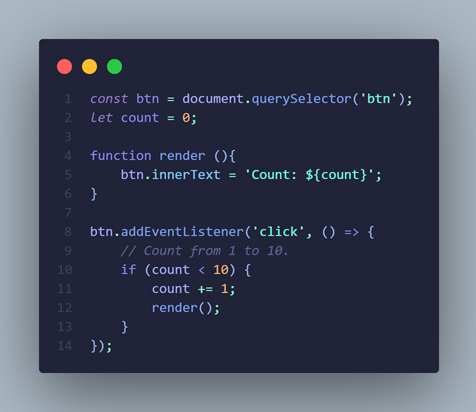 1 const btn = document.querySelector('btn');
2 let count = 0;
3
4 function render (){
5     btn.innerText = 'Count: ${count}';
6 }
7
8 btn.addEventListener('click', () => {
9     // Count from 1 to 10.
10     if (count < 10) {
11         count += 1;
12         render();
13     }
14 });